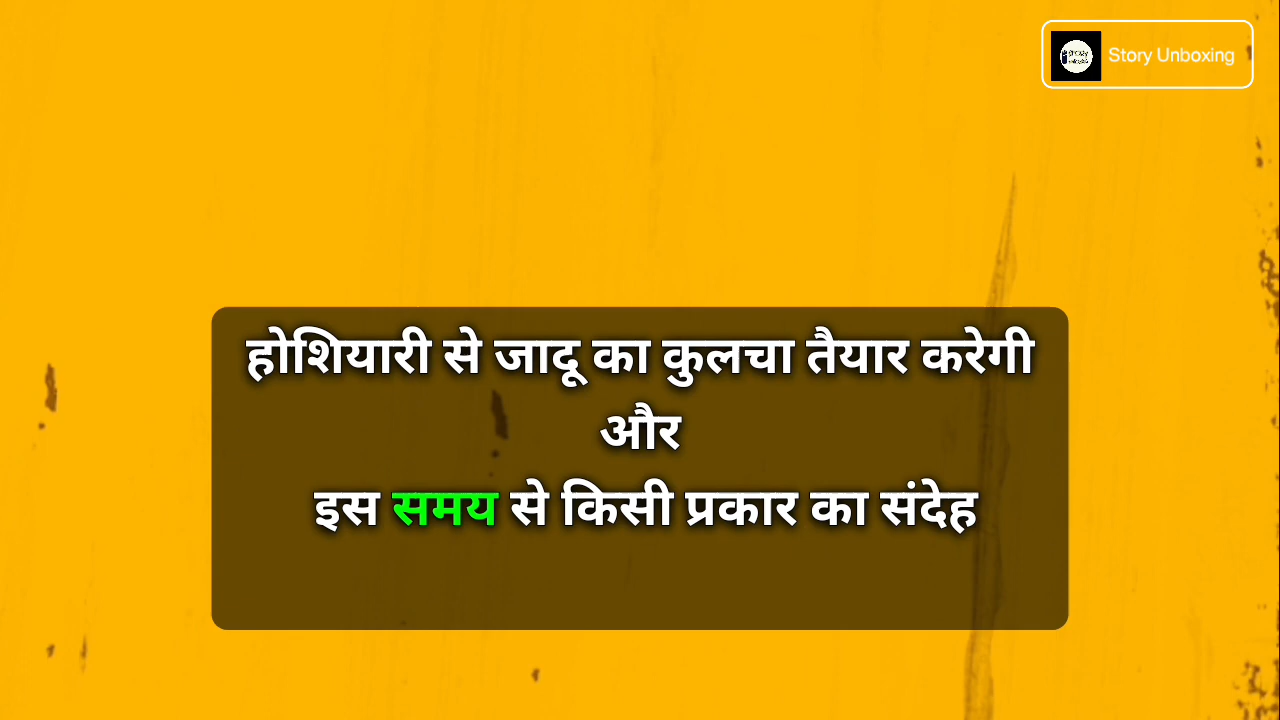 Story Unboxing
होशियारी से जादू का कुलचा तैयार करेगी
और
इस समय से किसी प्रकार का संदेह